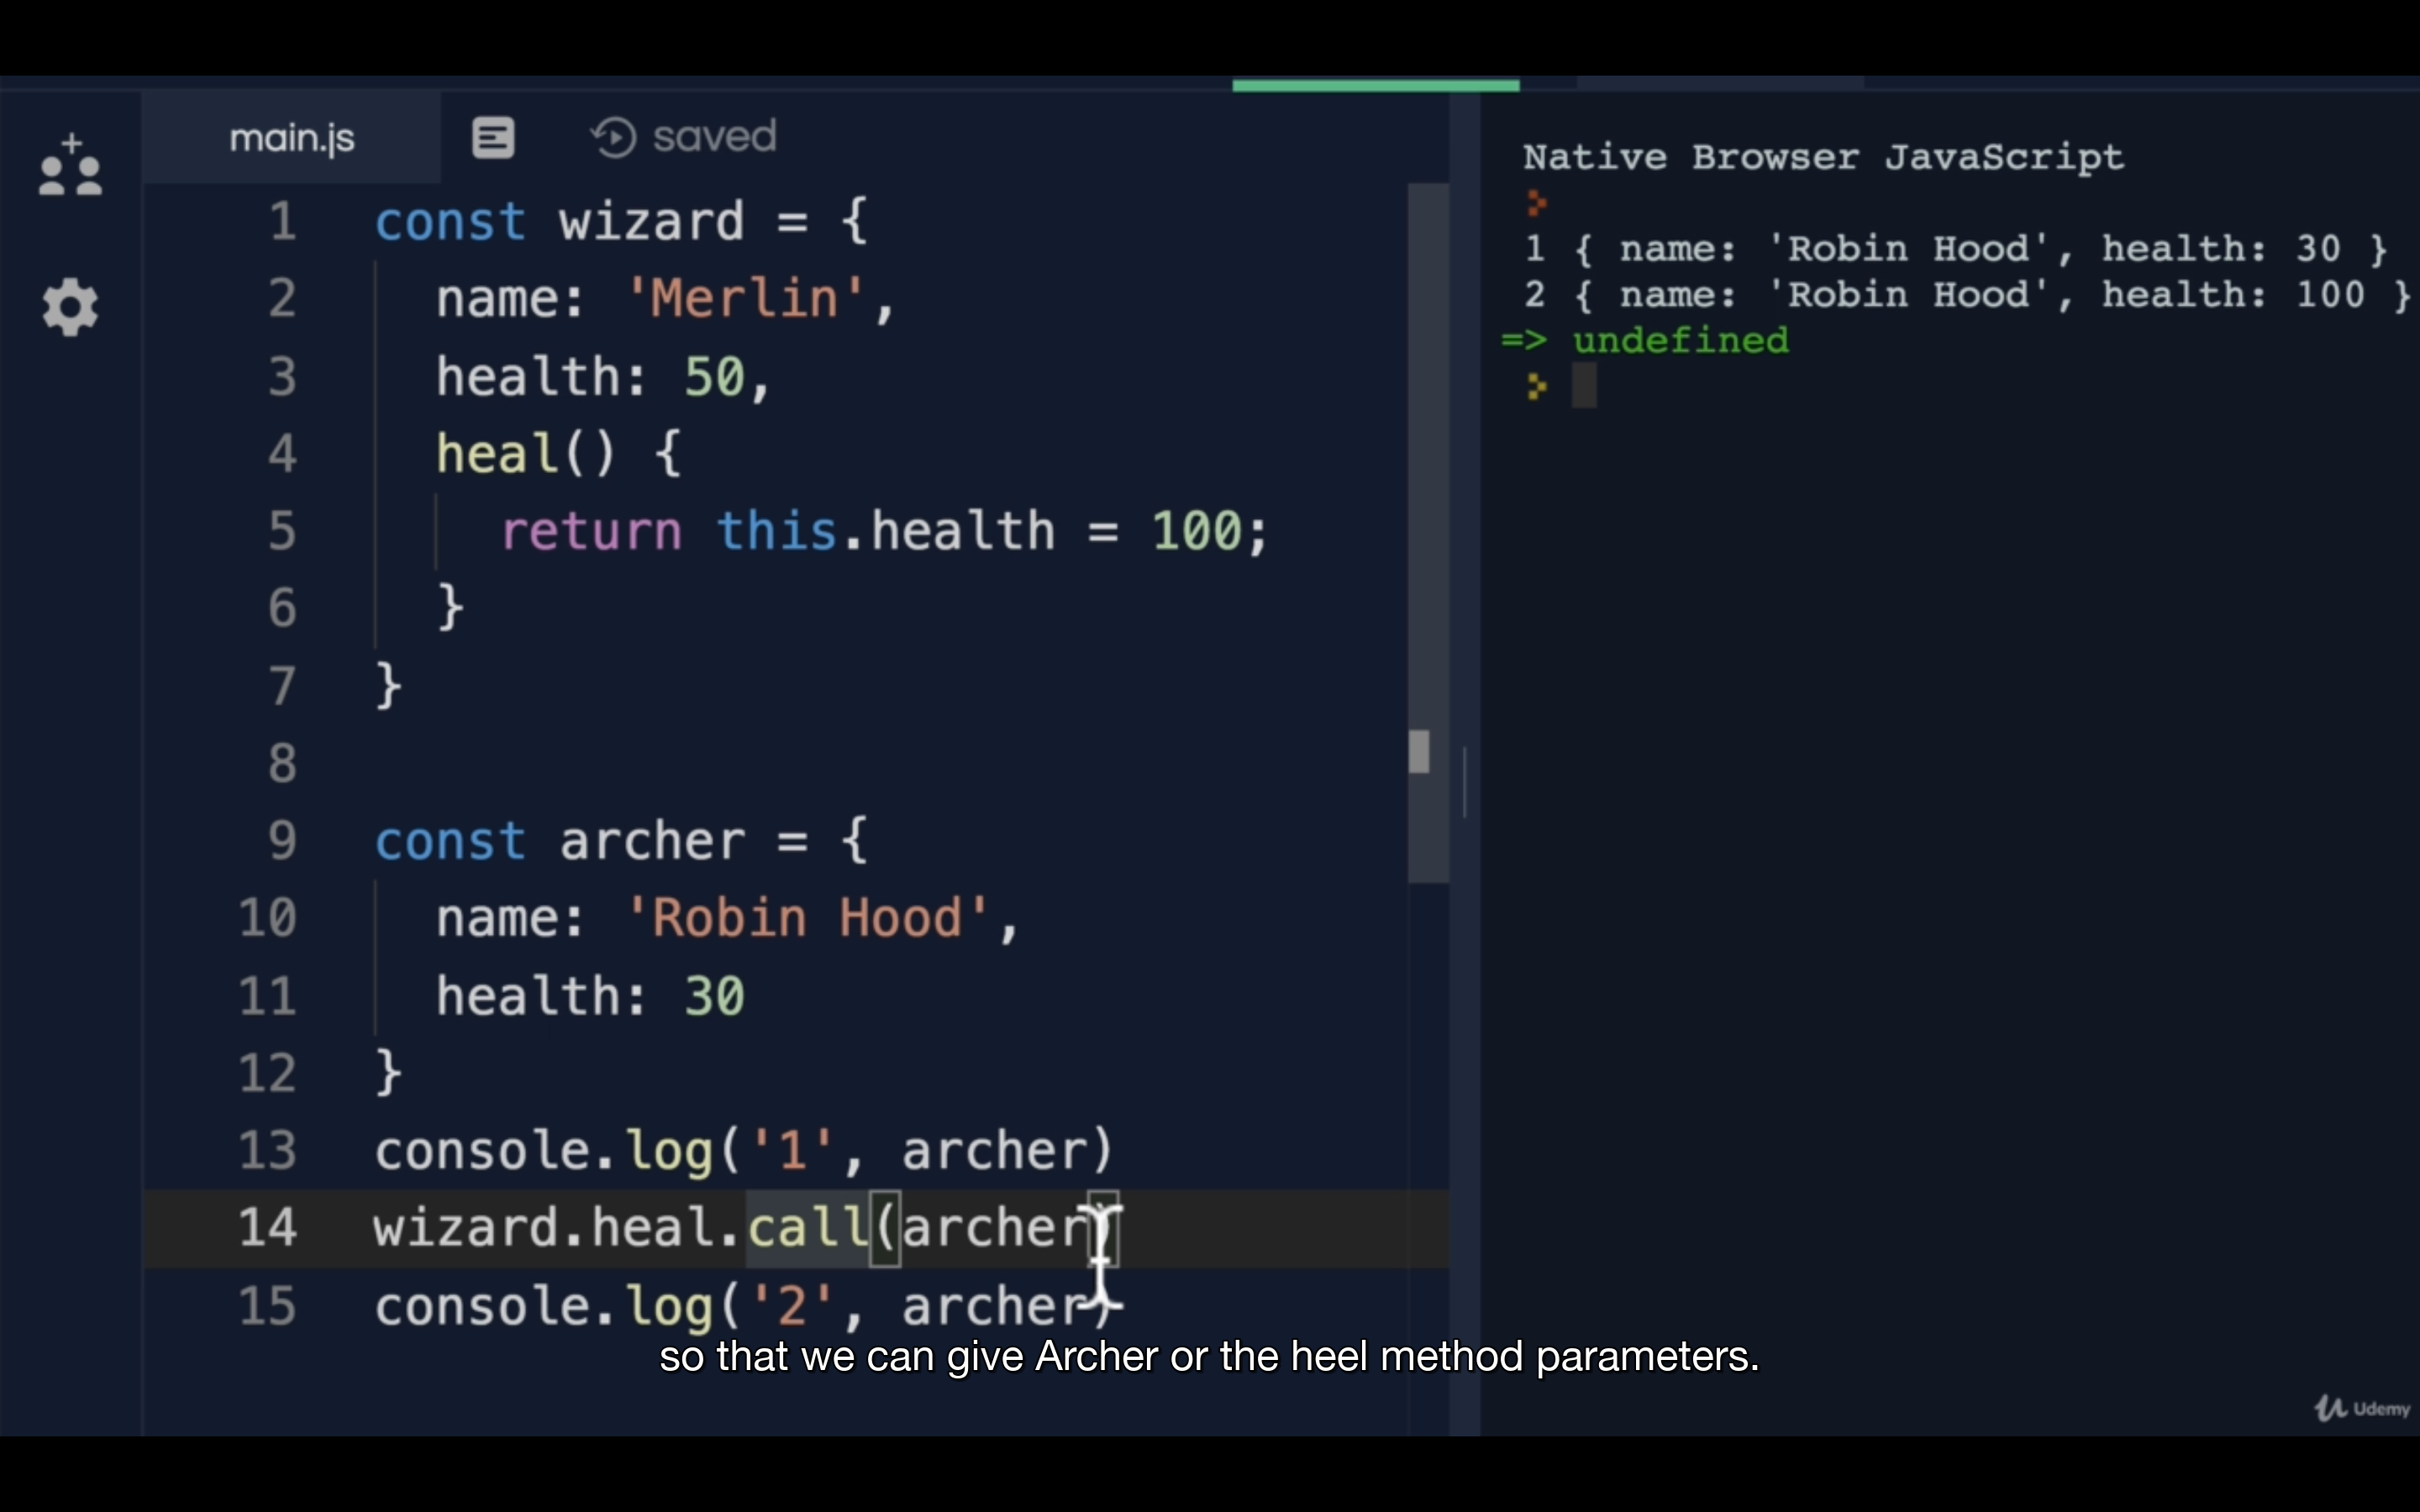 main.js saved
1 const wizard = {
2 name: 'Merlin',
3 health: 50,
4 heal() {
5 return this.health = 100;
6 }
7 }
8
9 const archer = {
10 name: 'Robin Hood',
11 health: 30
12 }
13 console.log('1', archer)
14 wizard.heal.call(archer)
15 console.log('2', archer)
Native Browser JavaScript
1 { name: 'Robin Hood', health: 30 }
2 { name: 'Robin Hood', health: 100 }
=> undefined
so that we can give Archer or the heel method parameters.
Udemy